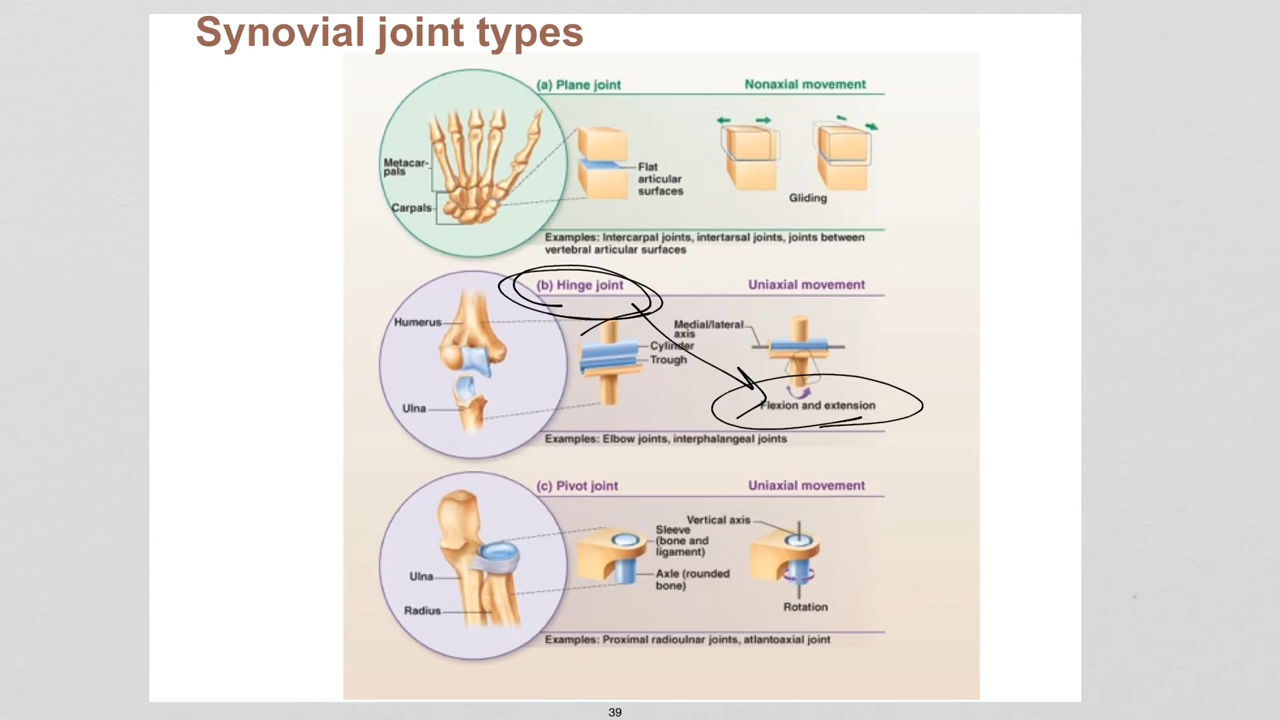 Synovial joint types
(a) Plane joint
Nonaxial movement
Metacar-
pals
Carpals
Flat
articular
surfaces
Gliding
Examples: Intercarpal joints, intertarsal joints, joints between
vertebral articular surfaces
(b) Hinge joint
Uniaxial movement
Humerus
Ulna
Medial/lateral
axis
Cylinder
Trough
Flexion and extension
Examples: Elbow joints, interphalangeal joints
(c) Pivot joint
Uniaxial movement
Ulna
Radius
Vertical axis
Sleeve
(bone and
ligament)
Axle (rounded
bone)
Rotation
Examples: Proximal radioulnar joints, atlantoaxial joint
39